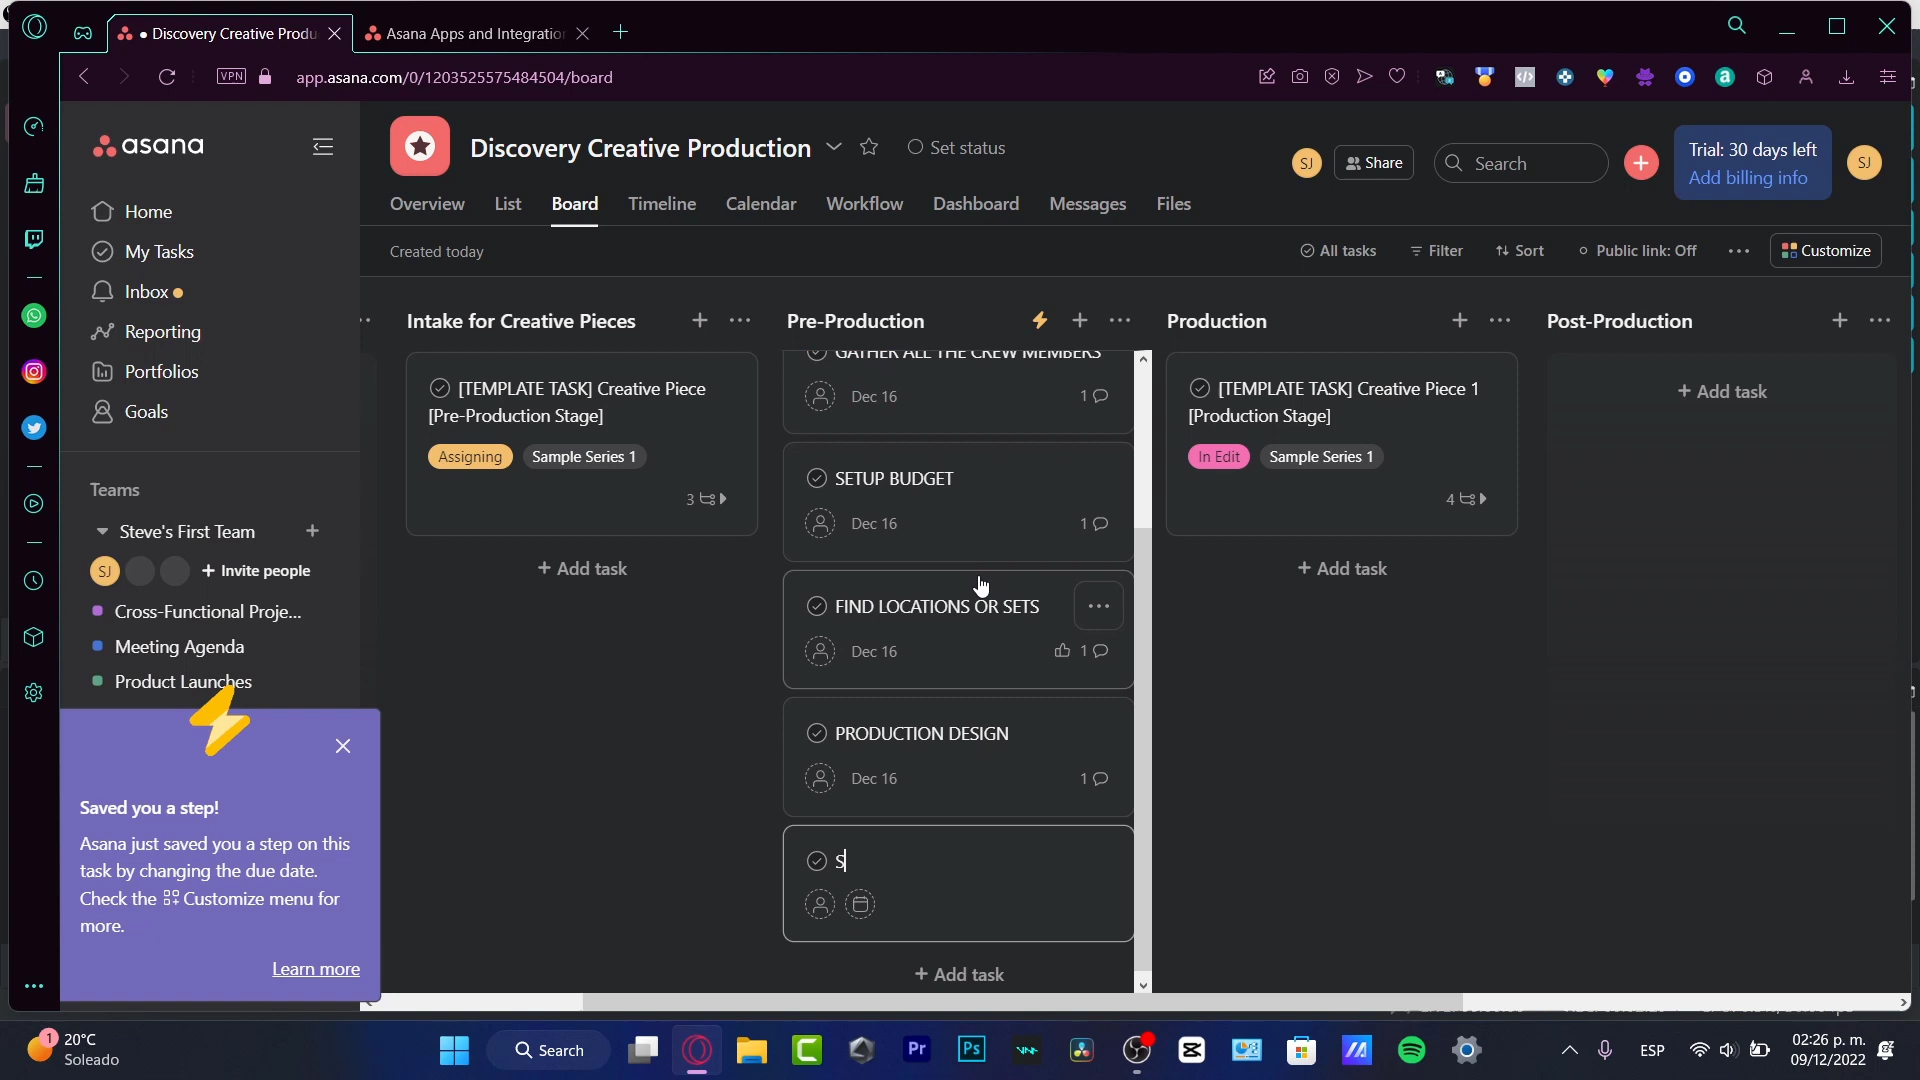 Discovery Creative Produ
Asana Apps and Integration
VPN
app.asana.com/0/1203525575484504/board
asana
Home
My Tasks
Inbox
Reporting
Portfolios
Goals
Teams
Steve's First Team
SJ
Invite people
Cross-Functional Proje...
Meeting Agenda
Product Launches
Saved you a step!
Asana just saved you a step on this
task by changing the due date.
Check the Customize menu for
more.
Learn more
Discovery Creative Production
Set status
SJ
Share
Search
Trial: 30 days left
Add billing info
SJ
Overview List Board Timeline Calendar Workflow Dashboard Messages Files
Created today
All tasks Filter Sort Public link: Off Customize
Intake for Creative Pieces
[TEMPLATE TASK] Creative Piece
[Pre-Production Stage]
Assigning Sample Series 1
3
+ Add task
Pre-Production
GATHER ALL THE CREW MEMBERS
Dec 16 1
SETUP BUDGET
Dec 16 1
FIND LOCATIONS OR SETS
Dec 16 1
PRODUCTION DESIGN
Dec 16 1
S
+ Add task
Production
[TEMPLATE TASK] Creative Piece 1
[Production Stage]
In Edit Sample Series 1
4
+ Add task
Post-Production
+ Add task
1
20°C
Soleado
Search
Pr
Ps
ESP
02:26 p. m.
09/12/2022